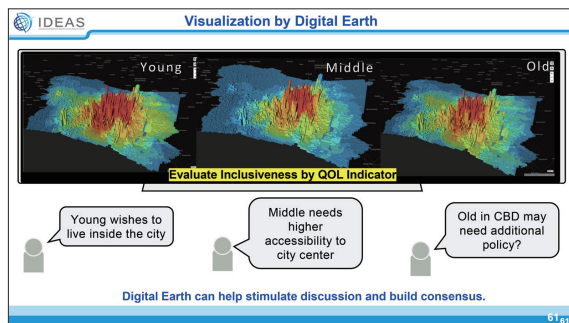 IDEAS
Visualization by Digital Earth
Young
Middle
Old
Evaluate Inclusiveness by QOL Indicator
Young wishes to
live inside the city
Middle needs
higher
accessibility to
city center
Old in CBD may
need additional
policy?
Digital Earth can help stimulate discussion and build consensus.
61 61